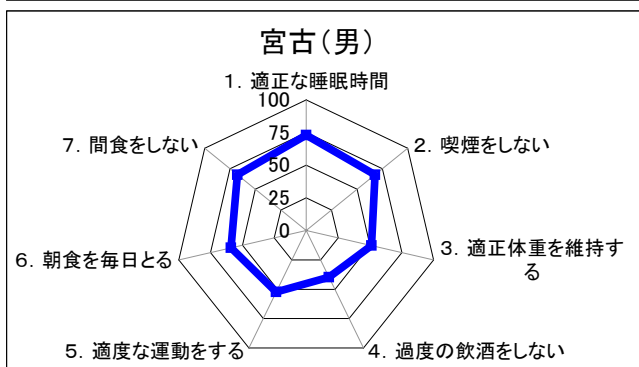 宮古(男)
1. 適正な睡眠時間
100
75
50
25
0
2. 喫煙をしない
3. 適正体重を維持す
る
4. 過度の飲酒をしない
5. 適度な運動をする
6. 朝食を毎日とる
7. 間食をしない